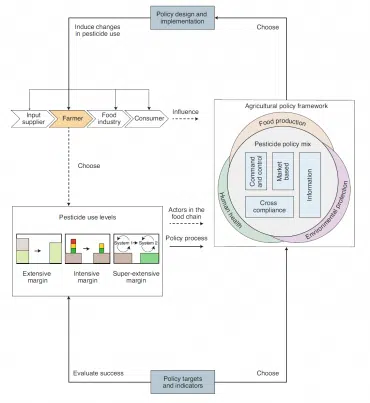 Policy design and
implementation
Induce changes
in pesticide use
Choose
Input
supplier
Farmer
Food
industry
Consumer
Influence
Agricultural policy framework
Food production
Pesticide policy mix
Command
and control
Market
based
Information
Cross
compliance
Human health
Environmental protection
Choose
Pesticide use levels
Actors in the
food chain
Policy process
System 1
System 2
Extensive
margin
Intensive
margin
Super-extensive
margin
Evaluate success
Policy targets
and indicators
Choose